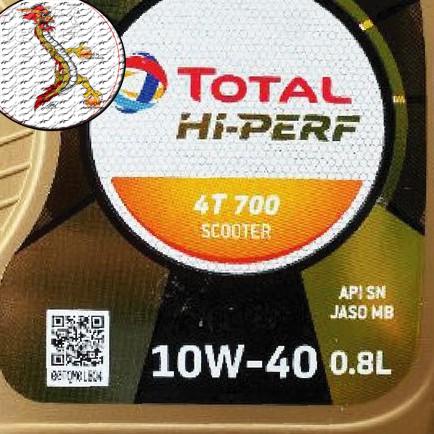 TOTAL
Hi-PERF
4T 700
SCOOTER
API SN
JASO MB
10W-40 0.8L